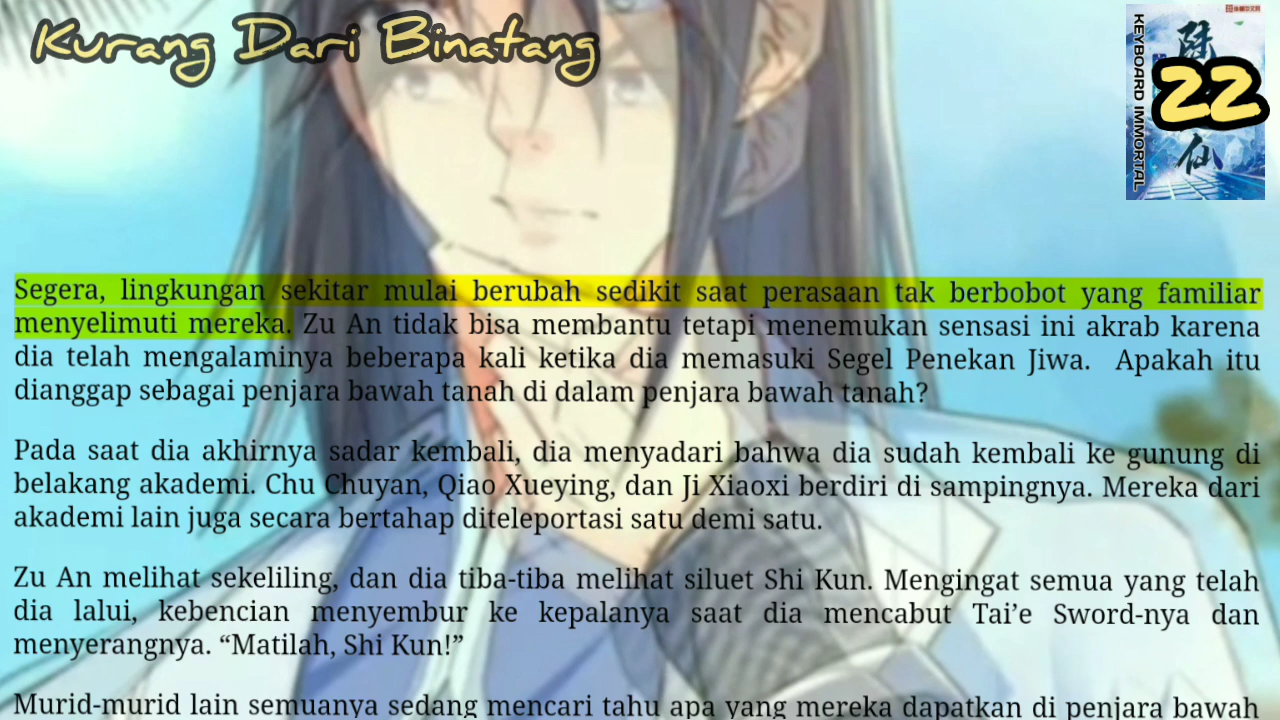 Kurang Dari Binatang
KEYBOARD IMMORTAL
22
仙
Segera, lingkungan sekitar mulai berubah sedikit saat perasaan tak berbobot yang familiar
menyelimuti mereka. Zu An tidak bisa membantu tetapi menemukan sensasi ini akrab karena
dia telah mengalaminya beberapa kali ketika dia memasuki Segel Penekan Jiwa.  Apakah itu
dianggap sebagai penjara bawah tanah di dalam penjara bawah tanah?
Pada saat dia akhirnya sadar kembali, dia menyadari bahwa dia sudah kembali ke gunung di
belakang akademi. Chu Chuyan, Qiao Xueying, dan Ji Xiaoxi berdiri di sampingnya. Mereka dari
akademi lain juga secara bertahap diteleportasi satu demi satu.
Zu An melihat sekeliling, dan dia tiba-tiba melihat siluet Shi Kun. Mengingat semua yang telah
dia lalui, kebencian menyembur ke kepalanya saat dia mencabut Tai’e Sword-nya dan
menyerangnya. “Matilah, Shi Kun!”
Murid-murid lain semuanya sedang mencari tahu apa yang mereka dapatkan di penjara bawah